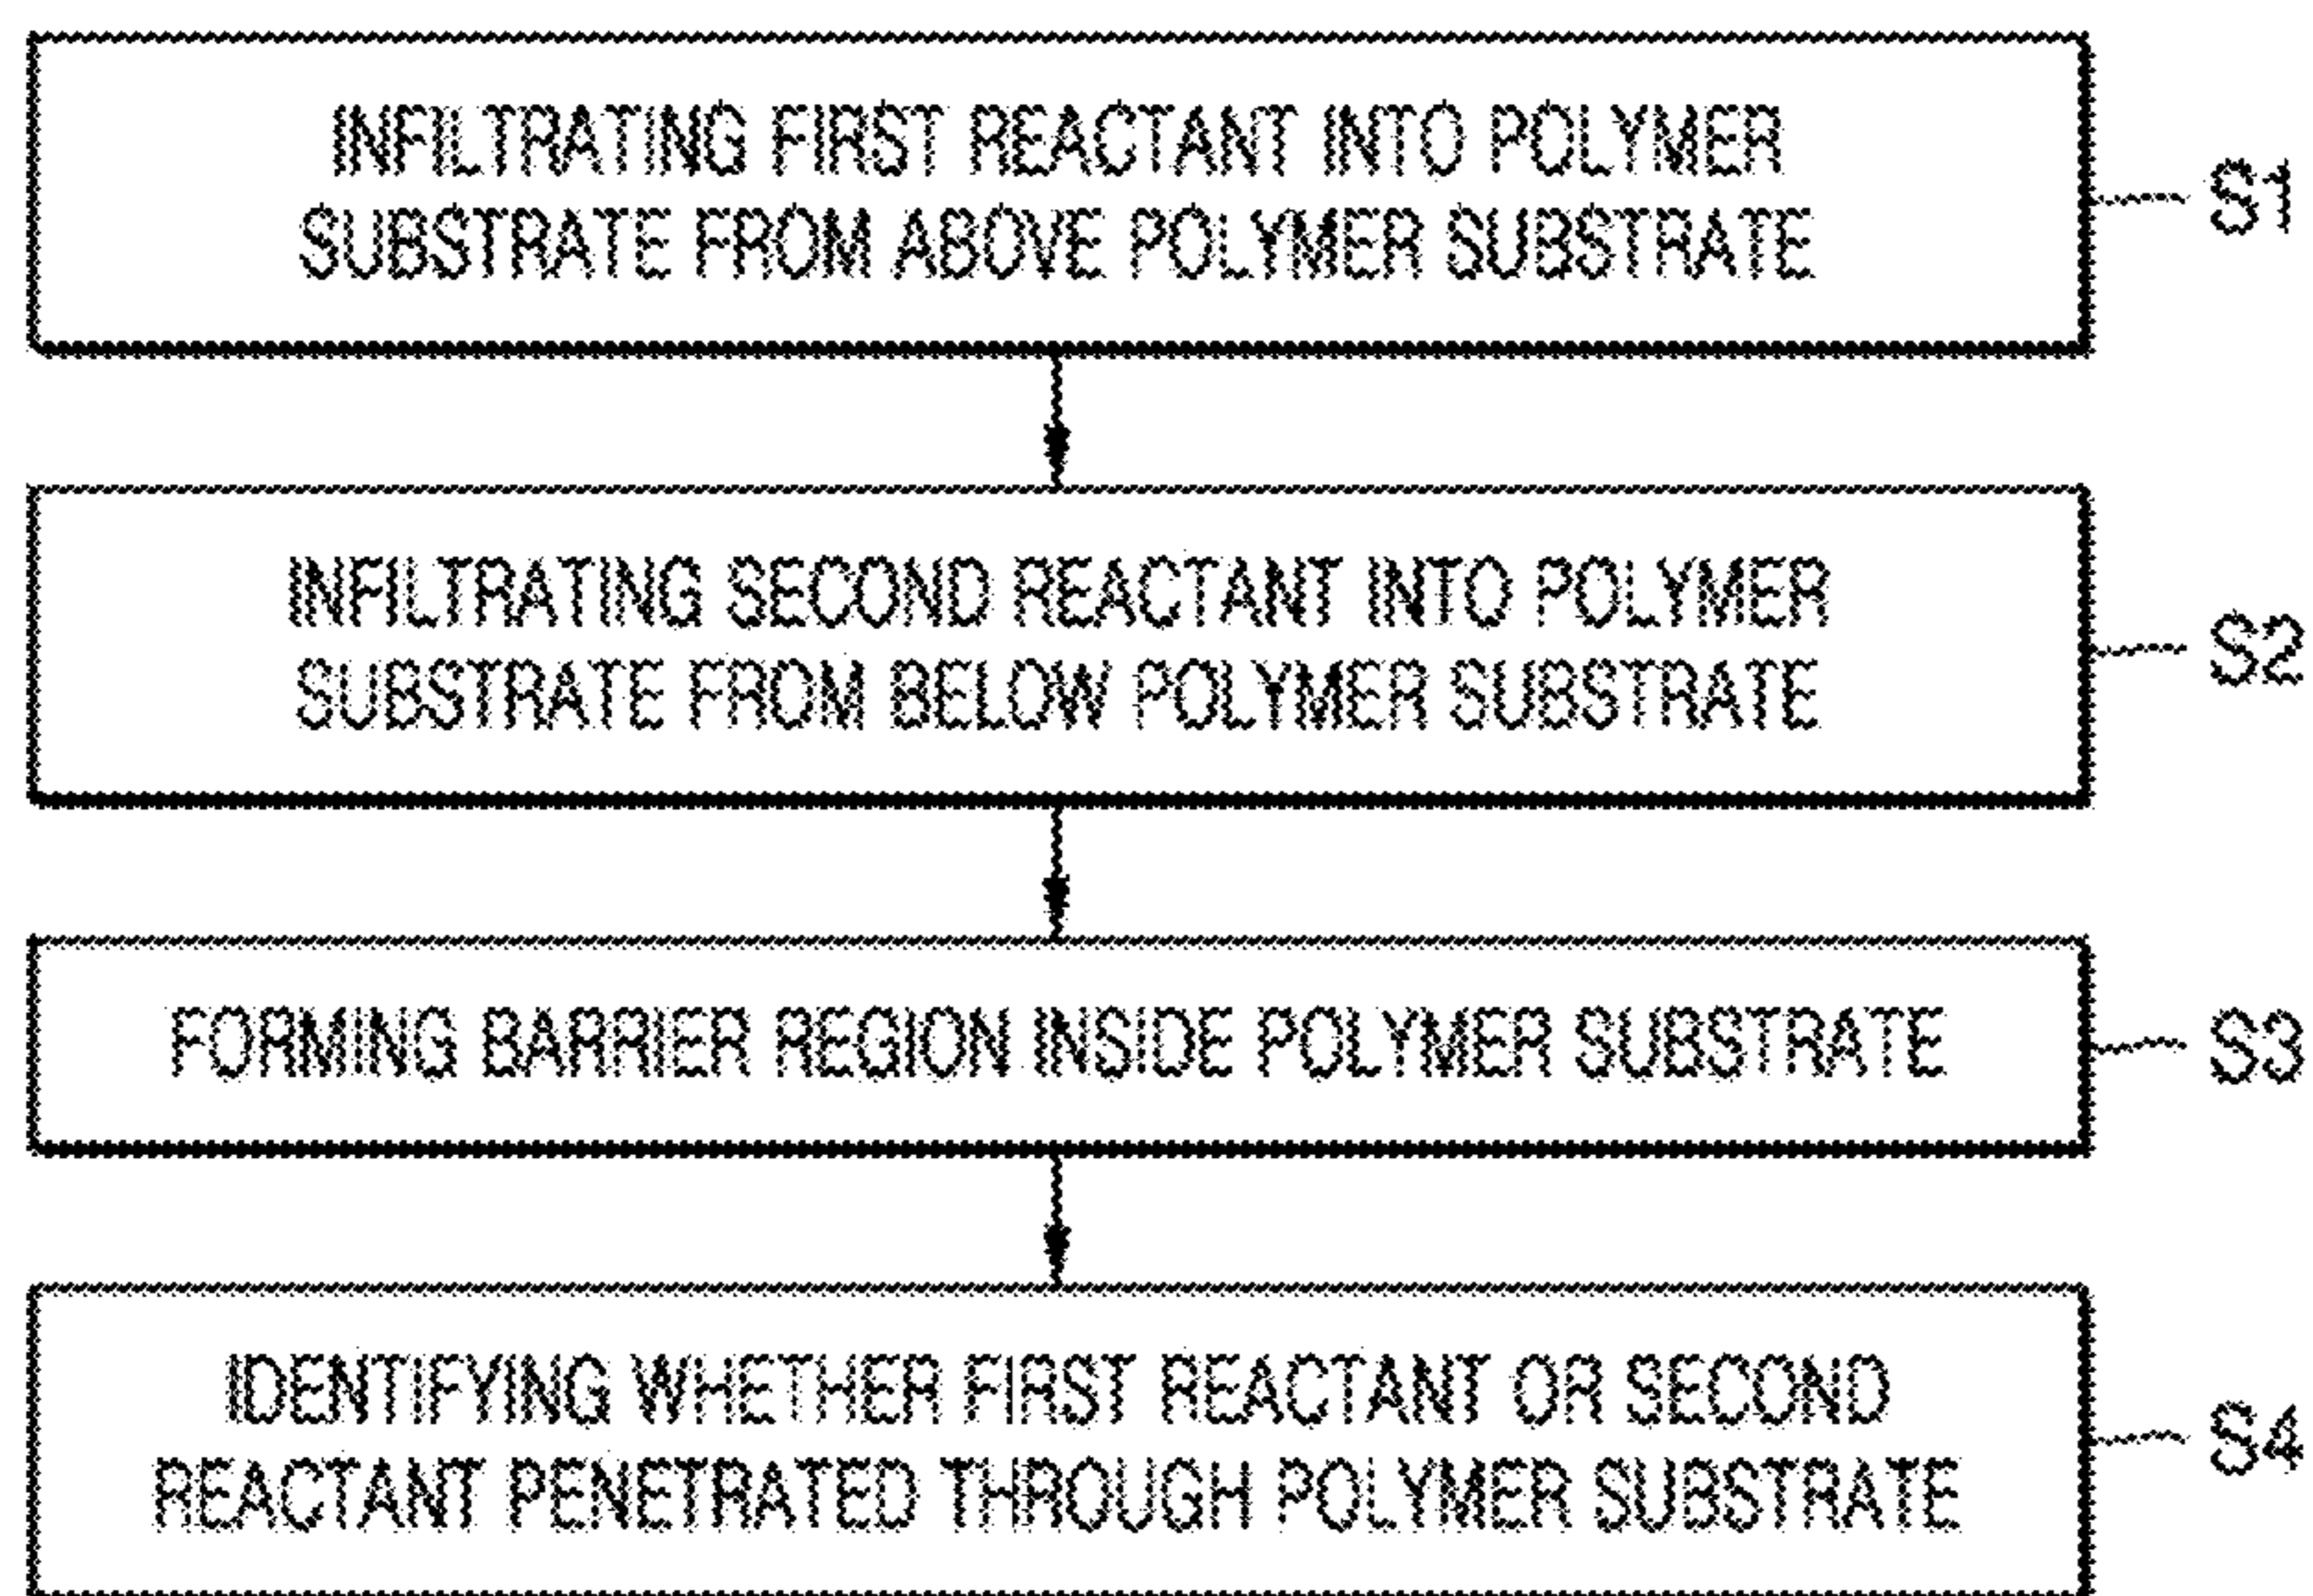 INFILTRATING FIRST REACTANT INTO POLYMER
SUBSTRATE FROM ABOVE POLYMER SUBSTRATE
S1
INFILTRATING SECOND REACTANT INTO POLYMER
SUBSTRATE FROM BELOW POLYMER SUBSTRATE
S2
FORMING BARRIER REGION INSIDE POLYMER SUBSTRATE
S3
IDENTIFYING WHETHER FIRST REACTANT OR SECOND
REACTANT PENETRATED THROUGH POLYMER SUBSTRATE
S4